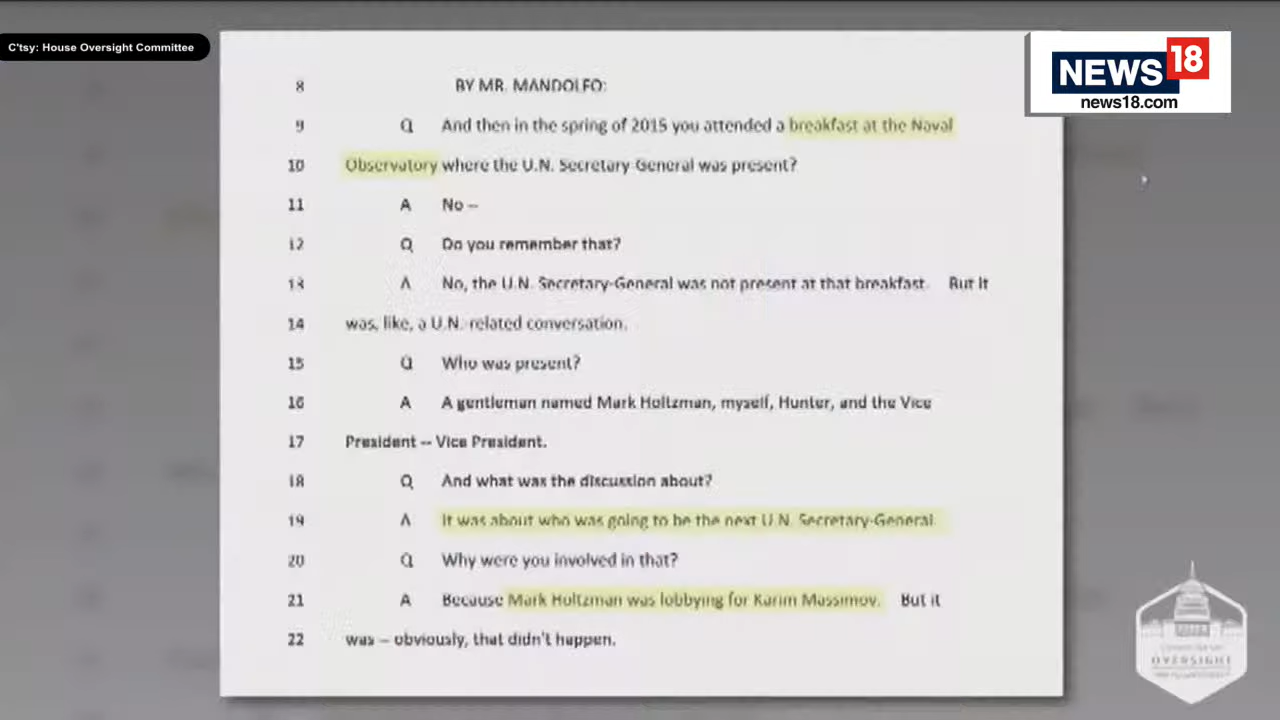 C'tsy: House Oversight Committee
NEWS 18
news18.com
8 BY MR. MANDOLFO:
9 Q And then in the spring of 2015 you attended a breakfast at the Naval
10 Observatory where the U.N. Secretary-General was present?
11 A No --
12 Q Do you remember that?
13 A No, the U.N. Secretary-General was not present at that breakfast. But it
14 was, like, a U.N.-related conversation.
15 Q Who was present?
16 A A gentleman named Mark Holtzman, myself, Hunter, and the Vice
17 President -- Vice President.
18 Q And what was the discussion about?
19 A It was about who was going to be the next U.N. Secretary-General.
20 Q Why were you involved in that?
21 A Because Mark Holtzman was lobbying for Karim Massimov. But it
22 was -- obviously, that didn't happen.
OVERSIGHT